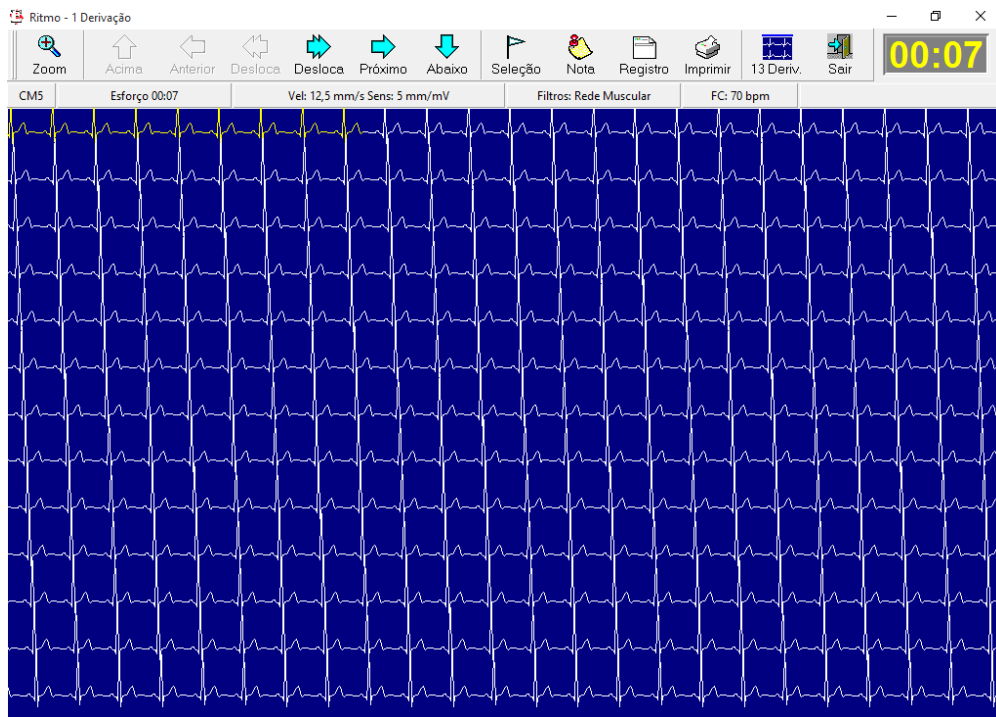 Ritmo - 1 Derivação
Zoom Acima Anterior Desloca Desloca Próximo Abaixo Seleção Nota Registro Imprimir 13 Deriv. Sair 00:07
CM5 Esforço 00:07 Vel: 12,5 mm/s Sens: 5 mm/mV Filtros: Rede Muscular FC: 70 bpm